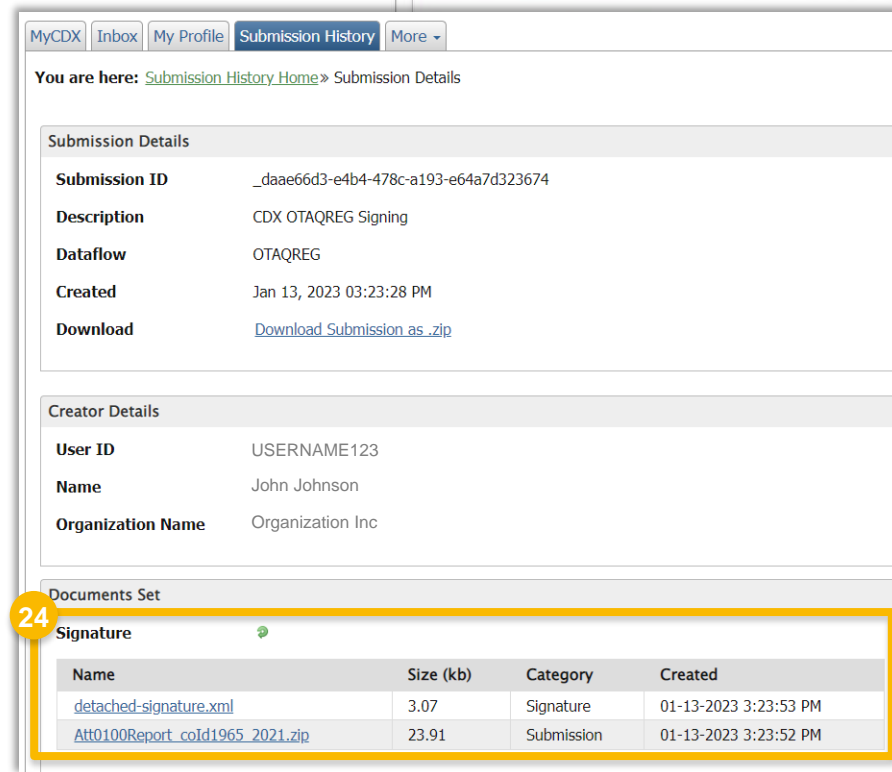 MyCDX Inbox My Profile Submission History More
You are here: Submission History Home» Submission Details
Submission Details
Submission ID _daae66d3-e4b4-478c-a193-e64a7d323674
Description CDX OTAQREG Signing
Dataflow OTAQREG
Created Jan 13, 2023 03:23:28 PM
Download Download Submission as .zip
Creator Details
User ID USERNAME123
Name John Johnson
Organization Name Organization Inc
Documents Set
24
Signature
Name Size (kb) Category Created
detached-signature.xml 3.07 Signature 01-13-2023 3:23:53 PM
Att0100Report_coId1965_2021.zip 23.91 Submission 01-13-2023 3:23:52 PM